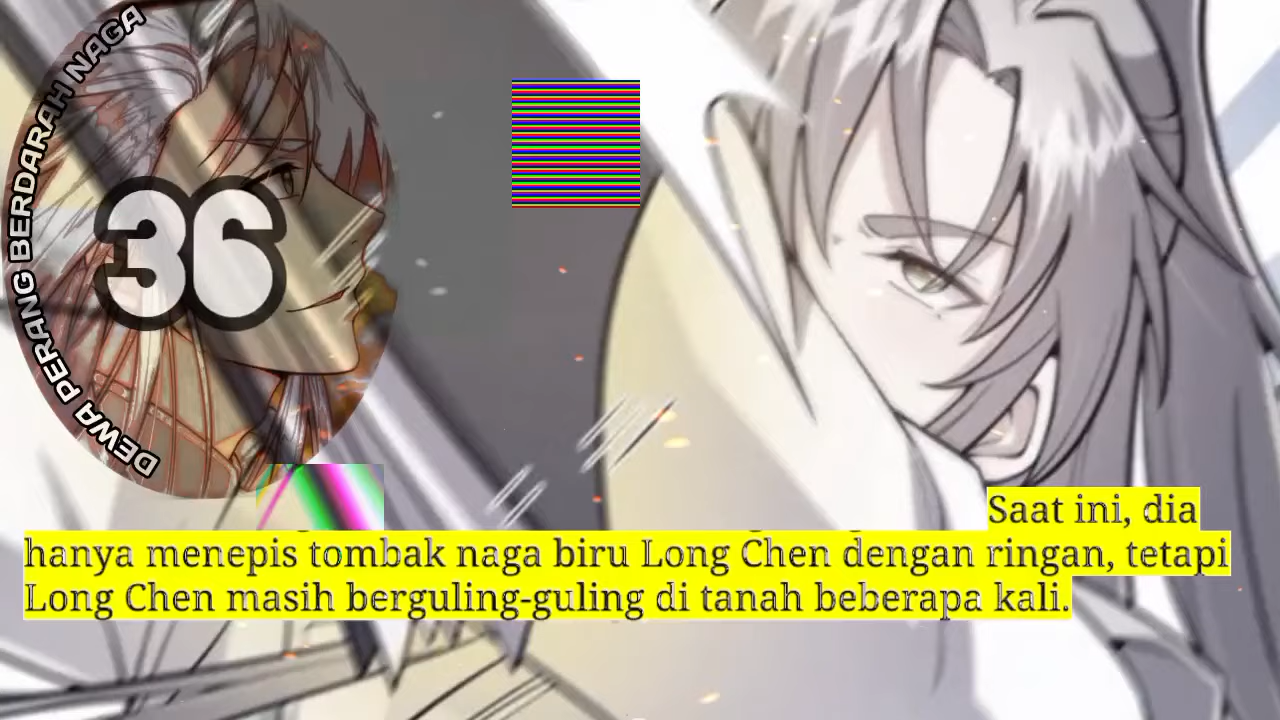 DEWA PERANG BERDARAH NAGA
36
Saat ini, dia
hanya menepis tombak naga biru Long Chen dengan ringan, tetapi
Long Chen masih berguling-guling di tanah beberapa kali.